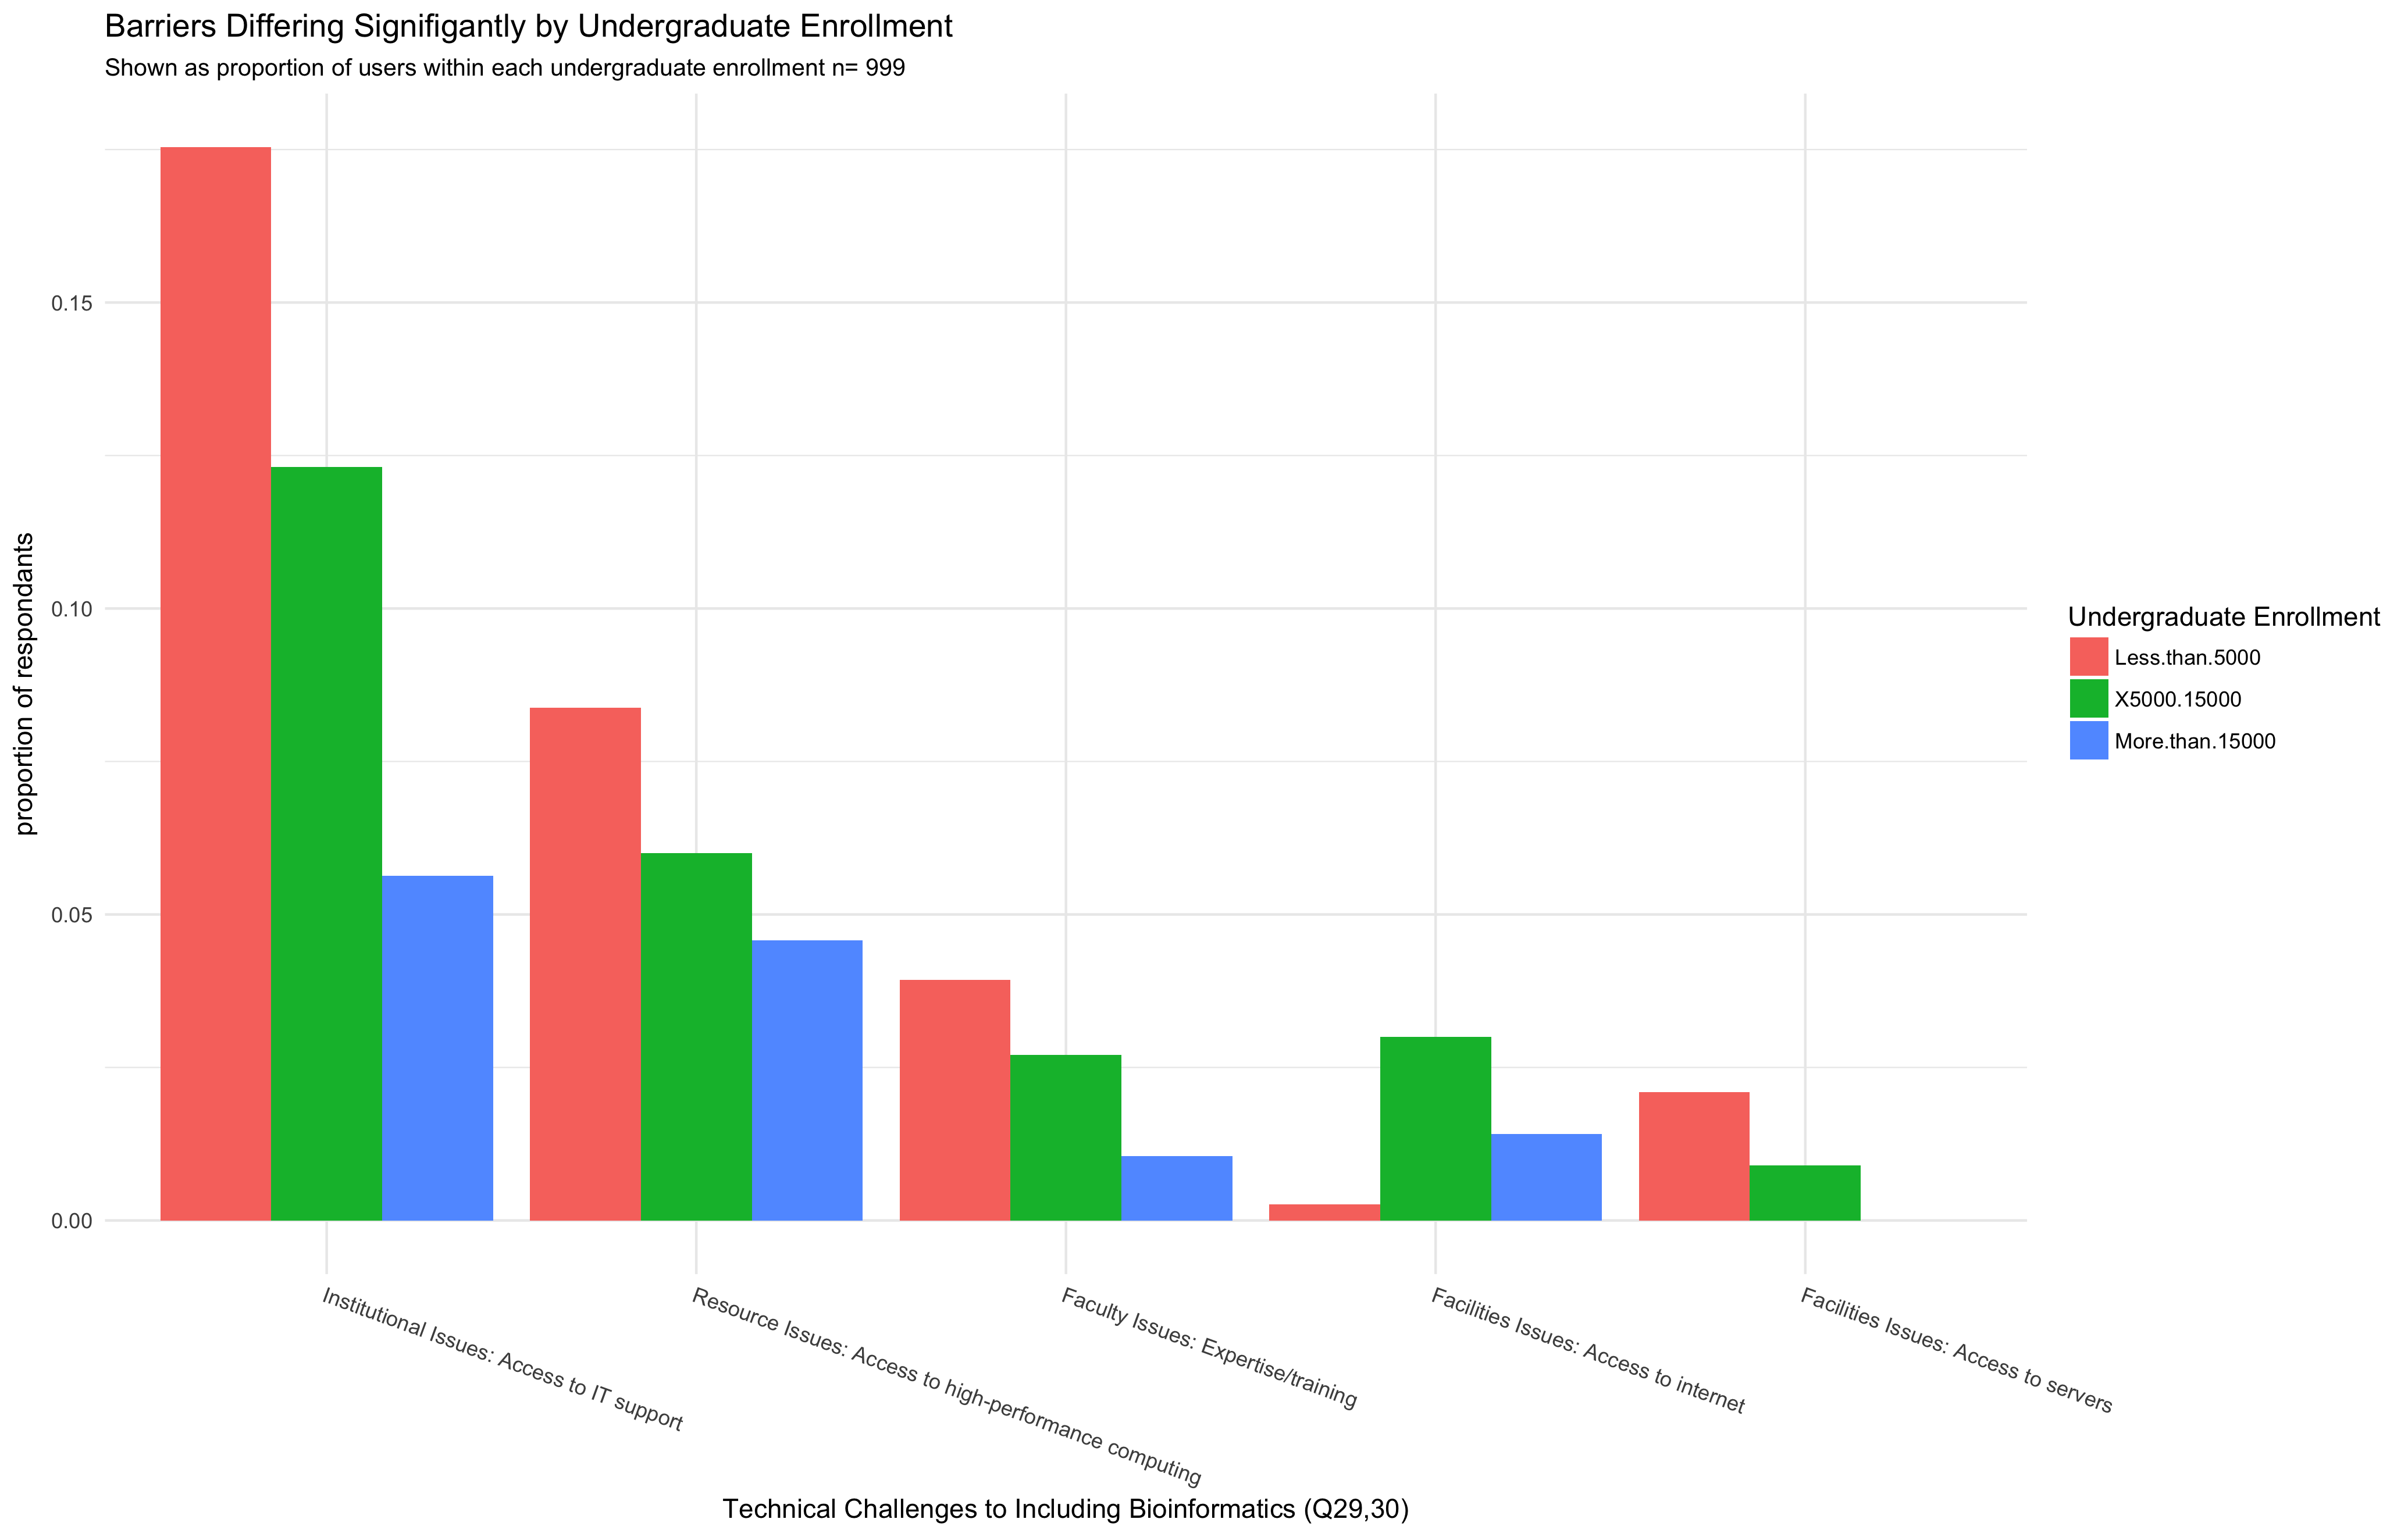 Barriers Differing Signifigantly by Undergraduate Enrollment
Shown as proportion of users within each undergraduate enrollment n= 999
proportion of respondants
0.15
0.10
0.05
0.00
Institutional Issues: Access to IT support
Resource Issues: Access to high-performance computing
Faculty Issues: Expertise/training
Facilities Issues: Access to internet
Facilities Issues: Access to servers
Technical Challenges to Including Bioinformatics (Q29,30)
Undergraduate Enrollment
Less.than.5000
X5000.15000
More.than.15000